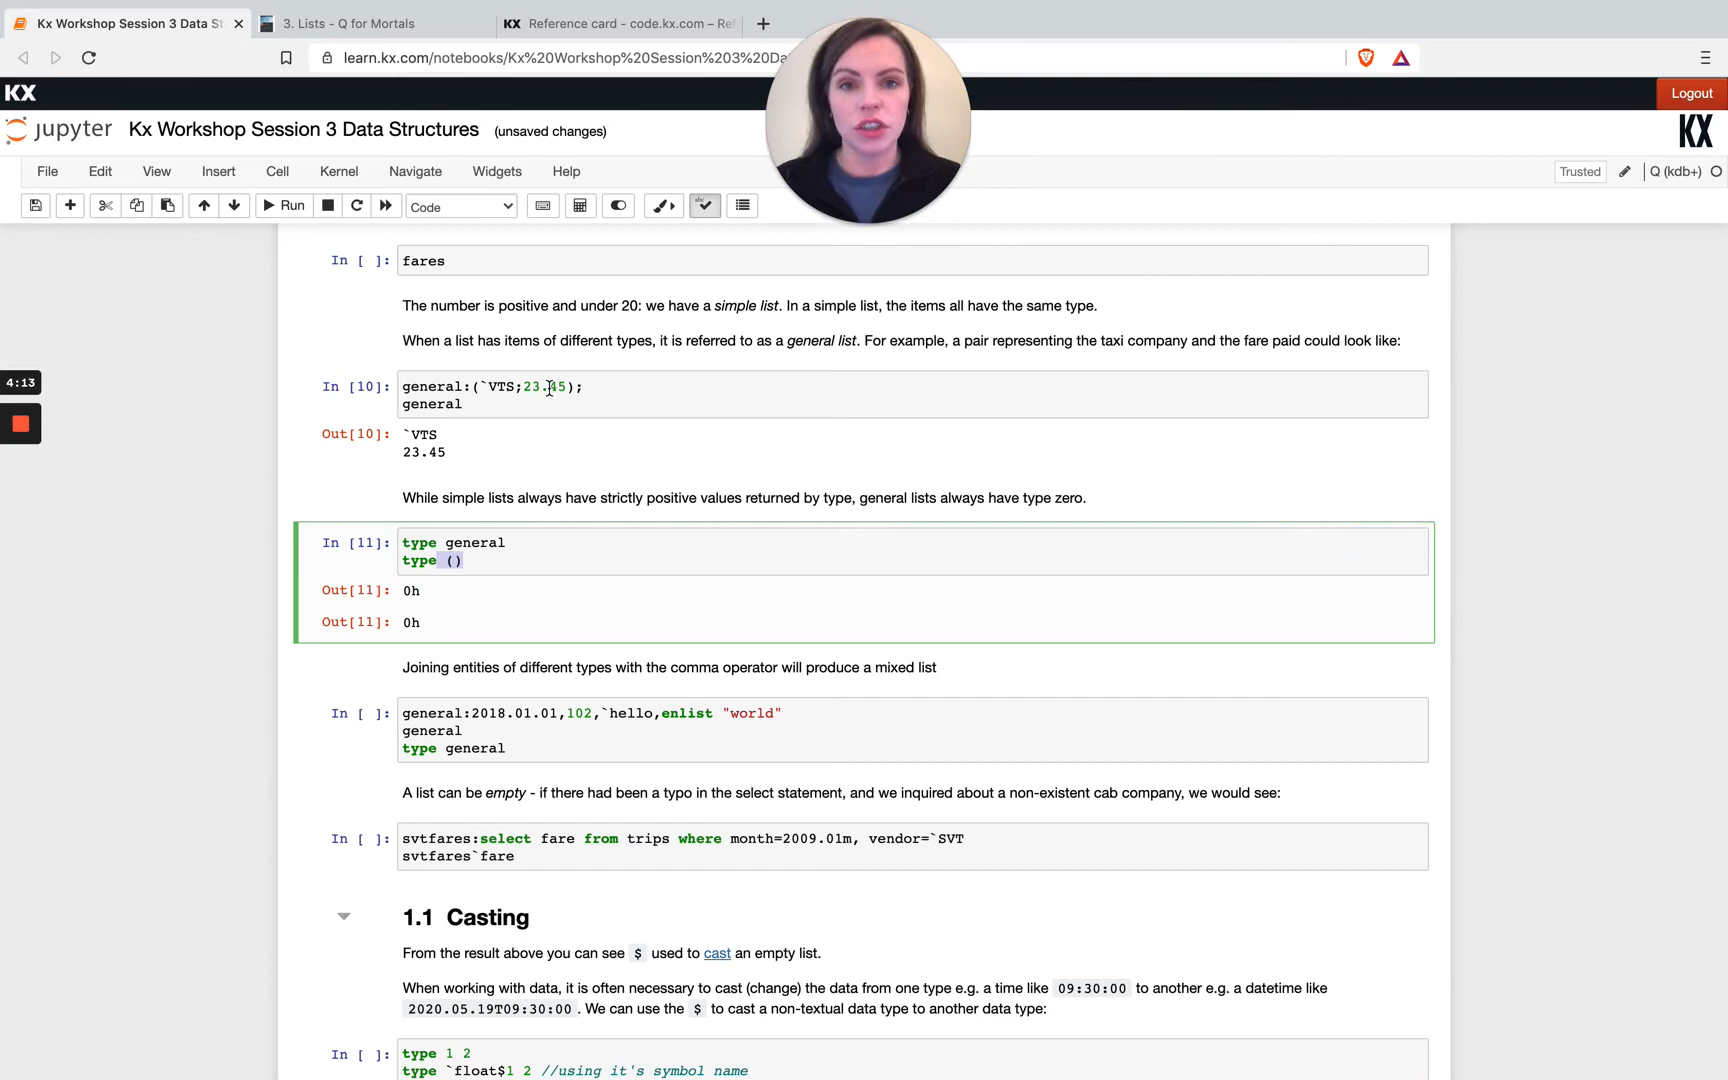 Kx Workshop Session 3 Data St
3. Lists - Q for Mortals
KX Reference card - code.kx.com – Ref
learn.kx.com/notebooks/Kx%20Workshop%20Session%203%20Da
KX
Logout
jupyter Kx Workshop Session 3 Data Structures (unsaved changes)
KX
File Edit View Insert Cell Kernel Navigate Widgets Help
Trusted Q (kdb+)
Run Code
In [ ]: fares
The number is positive and under 20: we have a simple list. In a simple list, the items all have the same type.
When a list has items of different types, it is referred to as a general list. For example, a pair representing the taxi company and the fare paid could look like:
4:13
In [10]: general:(`VTS;23.45);
general
Out[10]: `VTS
23.45
While simple lists always have strictly positive values returned by type, general lists always have type zero.
In [11]: type general
type ()
Out[11]: 0h
Out[11]: 0h
Joining entities of different types with the comma operator will produce a mixed list
In [ ]: general:2018.01.01,102,`hello,enlist "world"
general
type general
A list can be empty - if there had been a typo in the select statement, and we inquired about a non-existent cab company, we would see:
In [ ]: svtfares:select fare from trips where month=2009.01m, vendor=`SVT
svtfares`fare
1.1 Casting
From the result above you can see $ used to cast an empty list.
When working with data, it is often necessary to cast (change) the data from one type e.g. a time like 09:30:00 to another e.g. a datetime like
2020.05.19T09:30:00 . We can use the $ to cast a non-textual data type to another data type:
In [ ]: type 1 2
type `float$1 2 //using it's symbol name